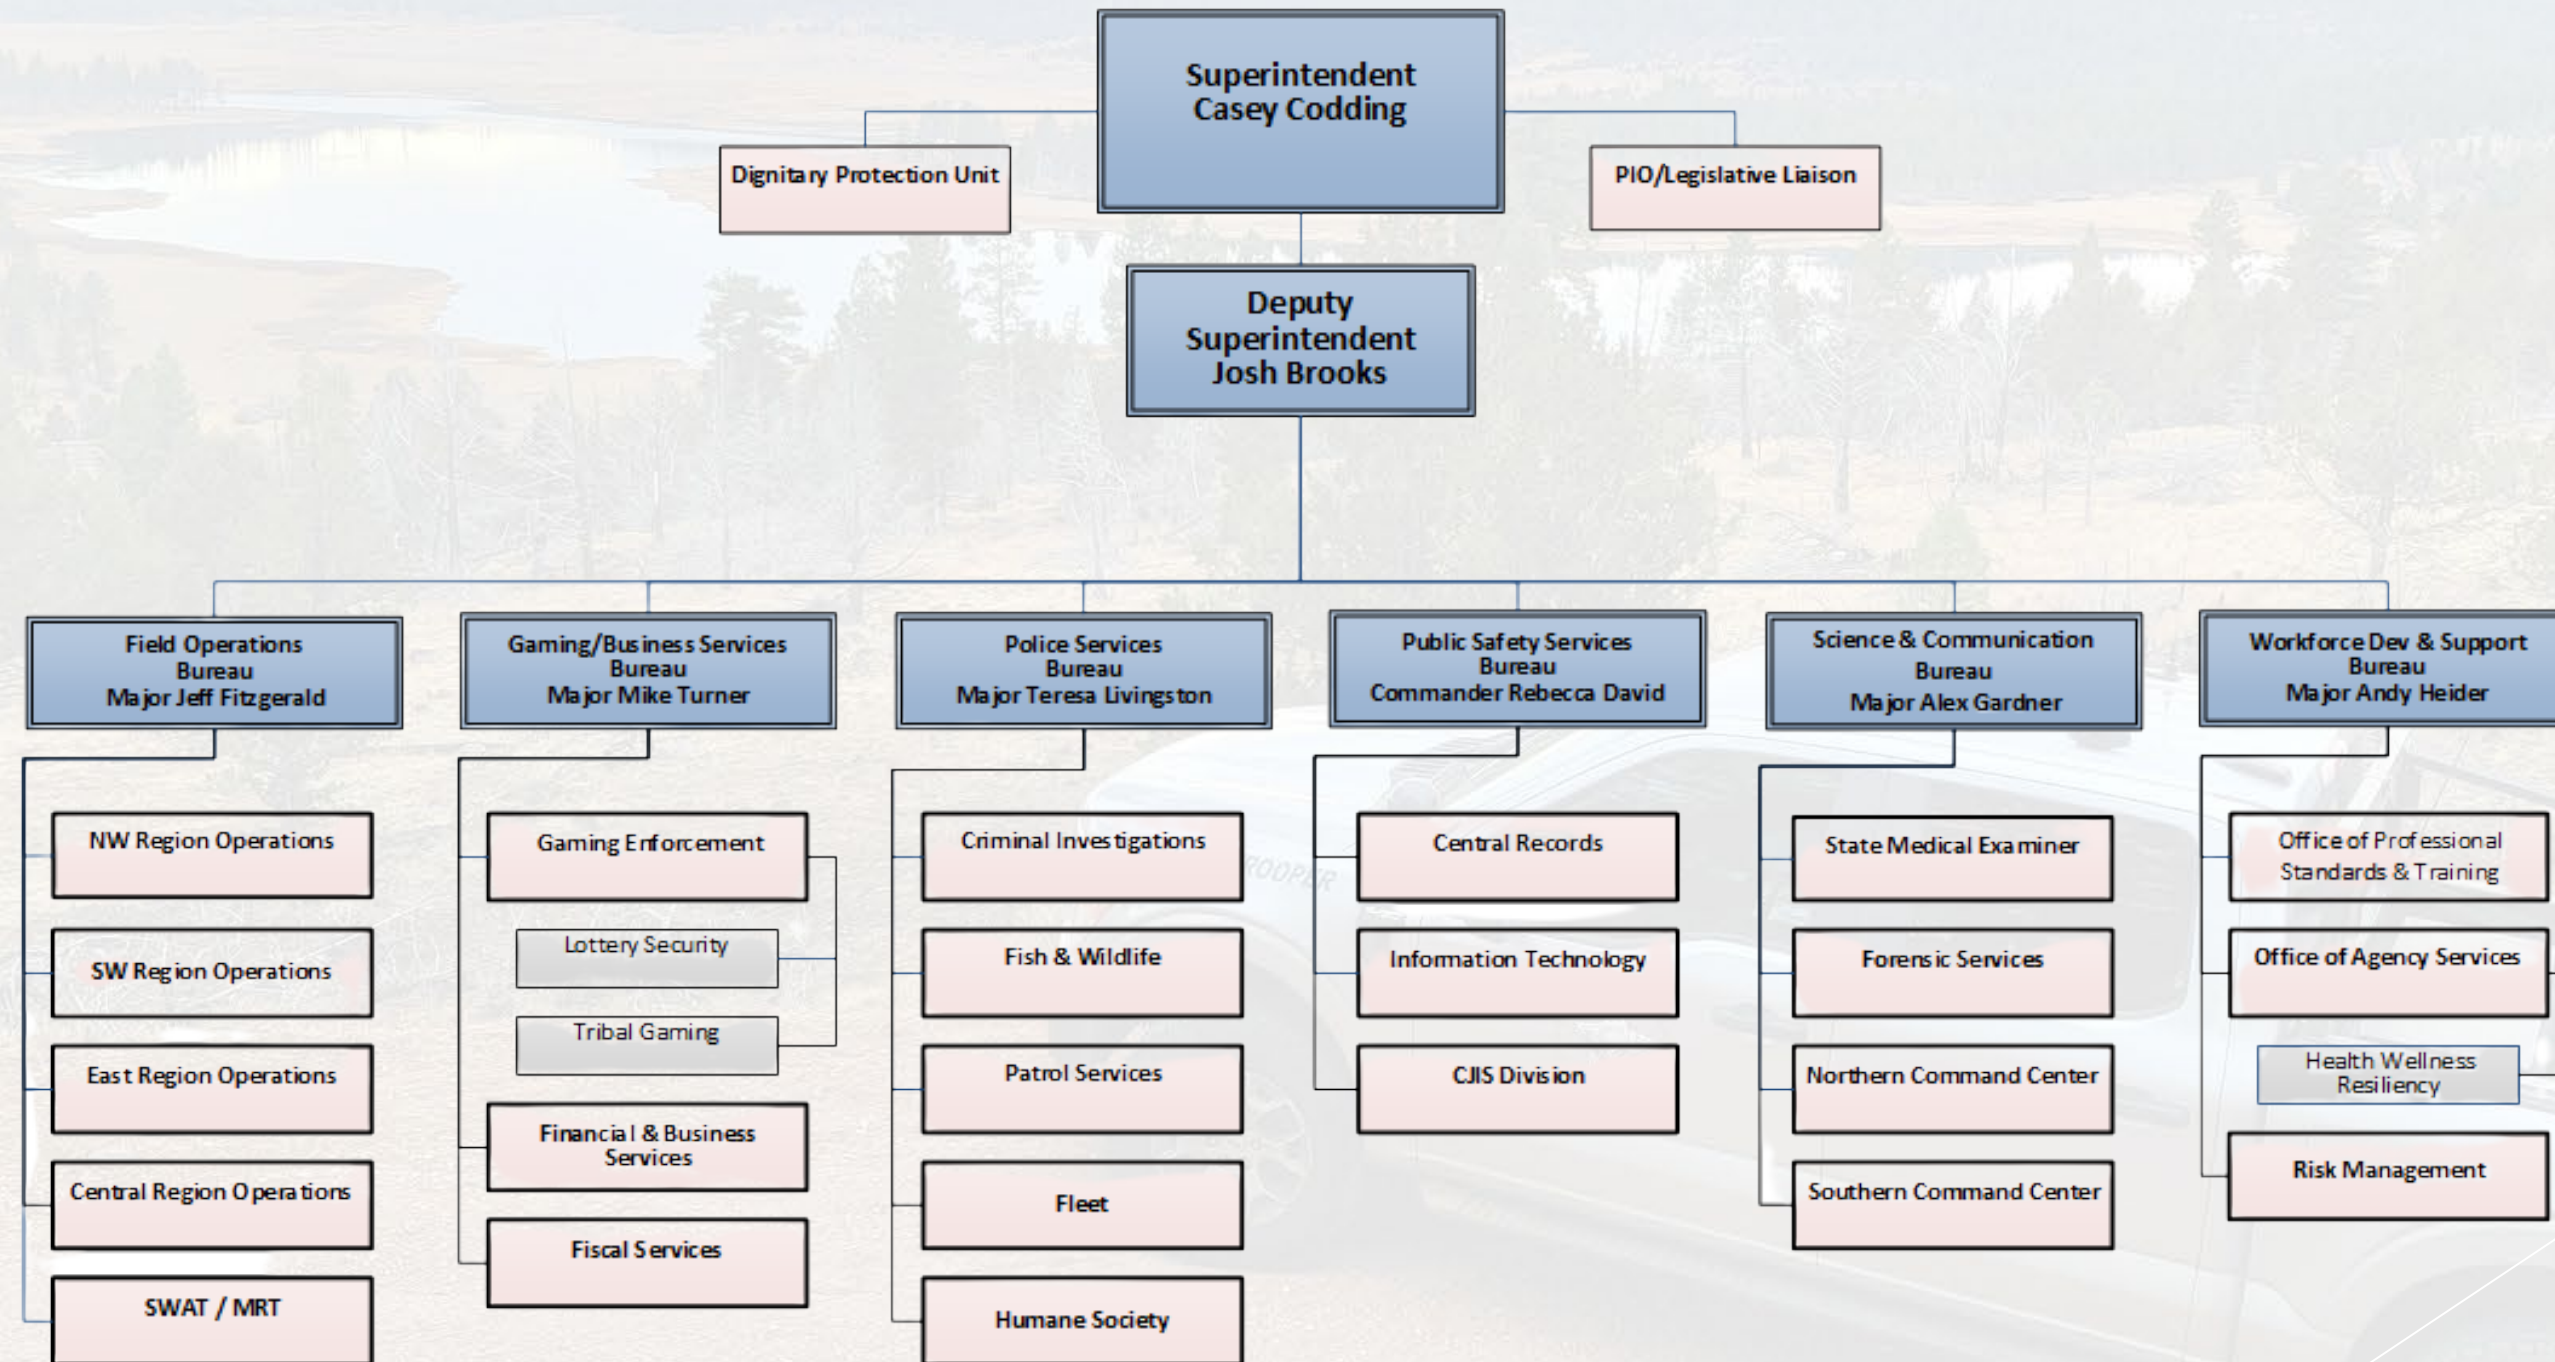 Superintendent
Casey Codding
Dignitary Protection Unit
PIO/Legislative Liaison
Deputy
Superintendent
Josh Brooks
Field Operations
Bureau
Major Jeff Fitzgerald
Gaming/Business Services
Bureau
Major Mike Turner
Police Services
Bureau
Major Teresa Livingston
Public Safety Services
Bureau
Commander Rebecca David
Science & Communication
Bureau
Major Alex Gardner
Workforce Dev & Support
Bureau
Major Andy Heider
NW Region Operations
SW Region Operations
East Region Operations
Central Region Operations
SWAT / MRT
Gaming Enforcement
Lottery Security
Tribal Gaming
Financial & Business
Services
Fiscal Services
Criminal Investigations
Fish & Wildlife
Patrol Services
Fleet
Humane Society
Central Records
Information Technology
CJIS Division
State Medical Examiner
Forensic Services
Northern Command Center
Southern Command Center
Office of Professional
Standards & Training
Office of Agency Services
Health Wellness
Resiliency
Risk Management